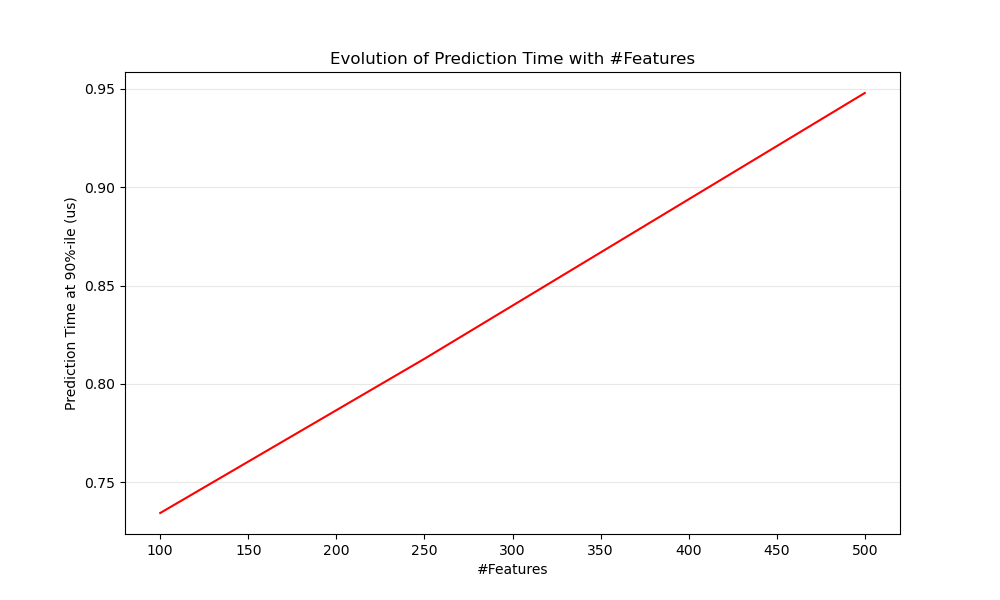 Evolution of Prediction Time with #Features
Prediction Time at 90%-ile (us)
0.95
0.90
0.85
0.80
0.75
100 150 200 250 300 350 400 450 500
#Features